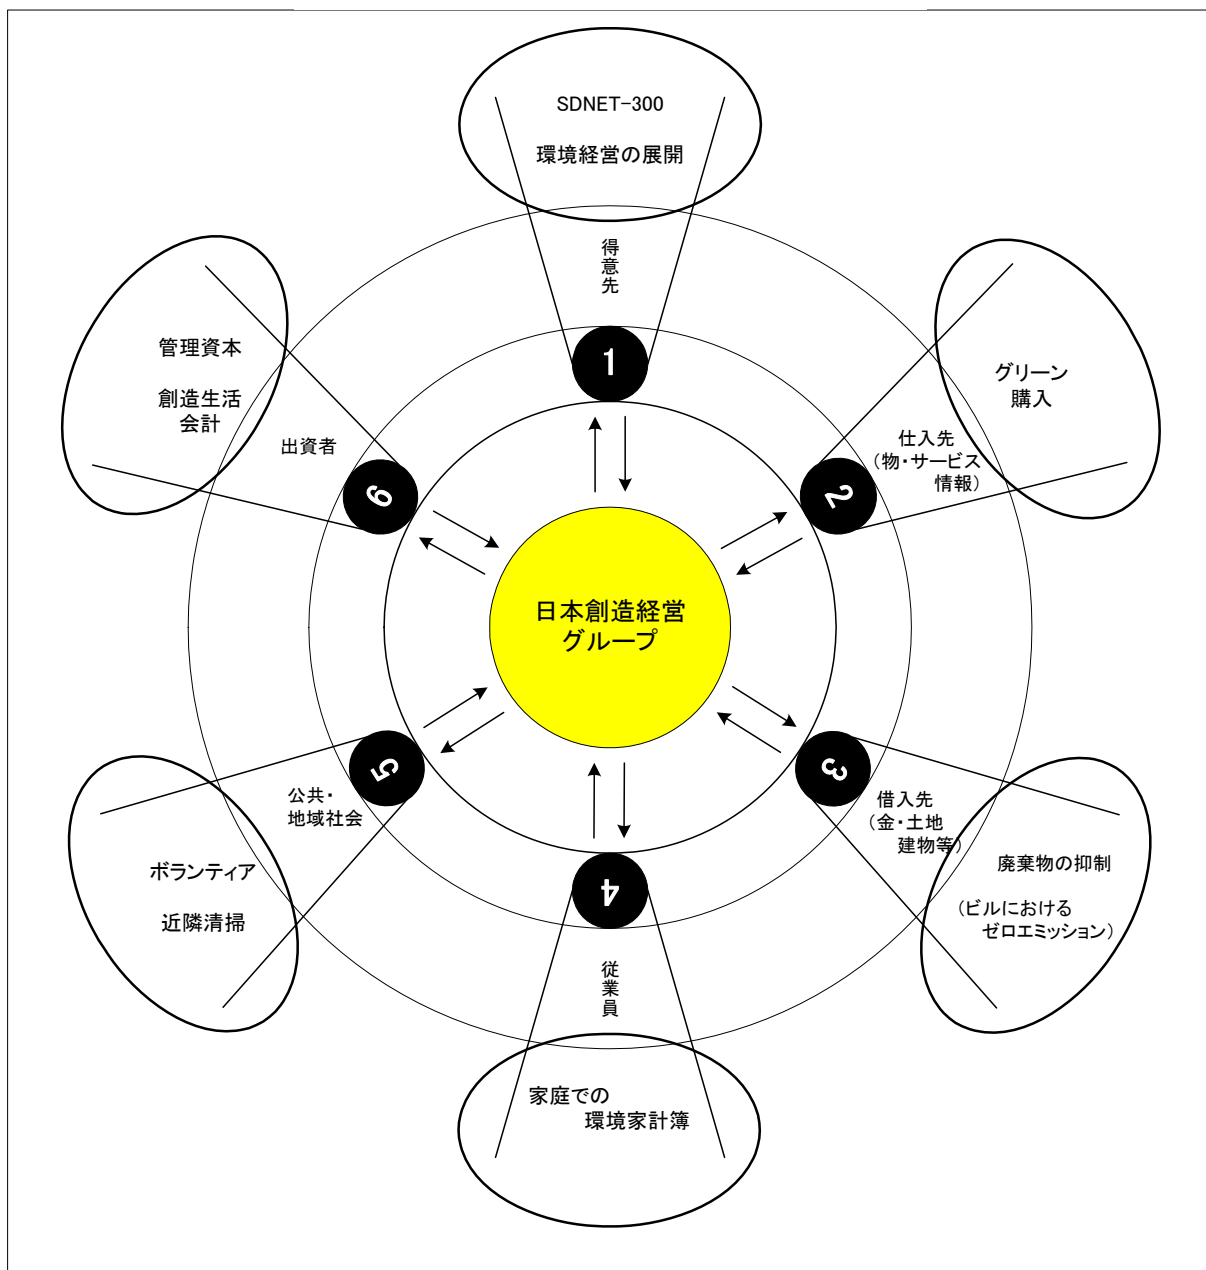 SDNET-300
環境経営の展開
得意先
1
グリーン
購入
仕入先
(物・サービス
情報)
2
借入先
(金・土地
建物等)
3
廃棄物の抑制
(ビルにおける
ゼロエミッション)
4
従業員
家庭での
環境家計簿
5
公共・
地域社会
ボランティア
近隣清掃
6
出資者
管理資本
創造生活
会計
日本創造経営
グループ